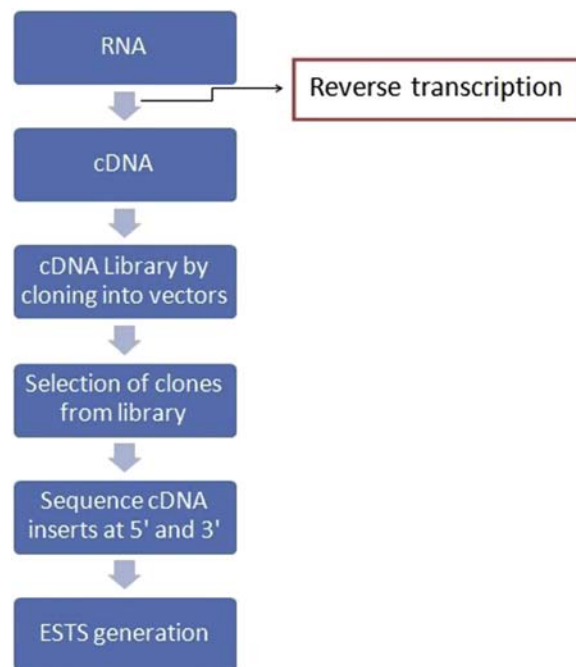 RNA
Reverse transcription
cDNA
cDNA Library by
cloning into vectors
Selection of clones
from library
Sequence cDNA
inserts at 5' and 3'
ESTS generation